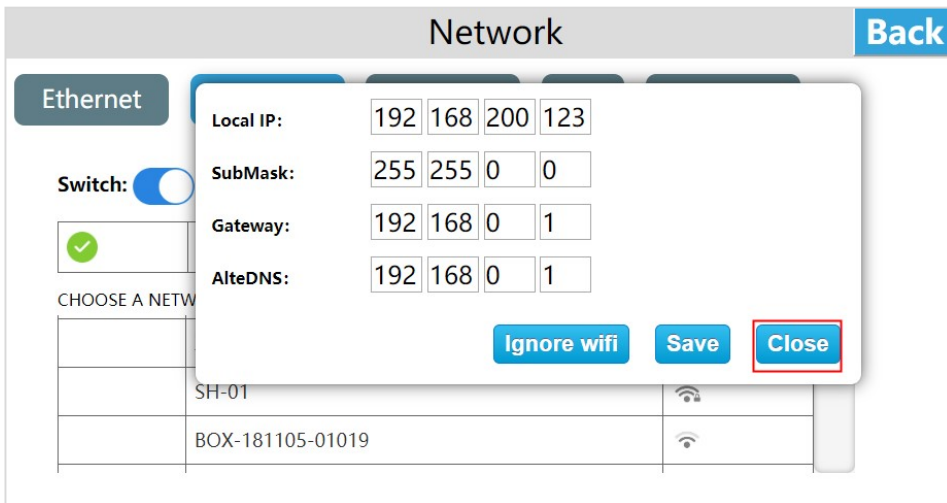 Network
Back
Ethernet
Local IP: 192 168 200 123
Switch:
SubMask: 255 255 0 0
Gateway: 192 168 0 1
AlteDNS: 192 168 0 1
CHOOSE A NETW
Ignore wifi Save Close
SH-01
BOX-181105-01019